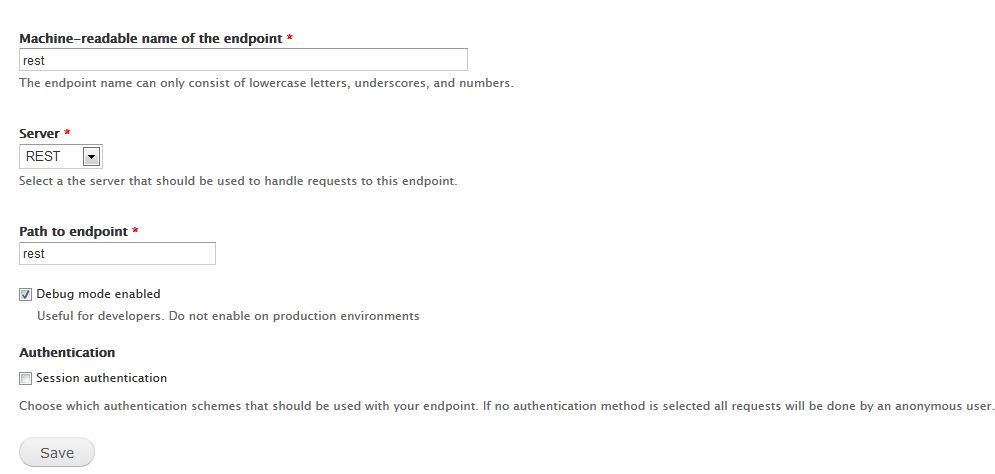 Machine-readable name of the endpoint *
rest
The endpoint name can only consist of lowercase letters, underscores, and numbers.
Server *
REST
Select a the server that should be used to handle requests to this endpoint.
Path to endpoint *
rest
Debug mode enabled
Useful for developers. Do not enable on production environments
Authentication
Session authentication
Choose which authentication schemes that should be used with your endpoint. If no authentication method is selected all requests will be done by an anonymous user.
Save